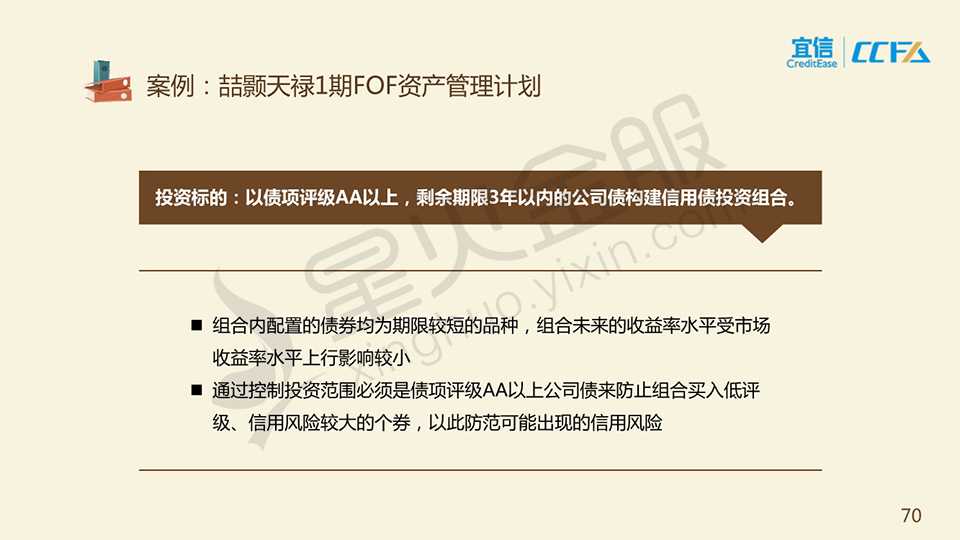 宜信
CreditEase
CCFA
案例：喆颢天禄1期FOF资产管理计划
投资标的：以债项评级AA以上，剩余期限3年以内的公司债构建信用债投资组合。
■ 组合内配置的债券均为期限较短的品种，组合未来的收益率水平受市场
收益率水平上行影响较小
■ 通过控制投资范围必须是债项评级AA以上公司债来防止组合买入低评
级、信用风险较大的个券，以此防范可能出现的信用风险
星火金服
xinghuo.yixin.com
70